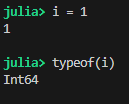 julia> i = 1
1
julia> typeof(i)
Int64